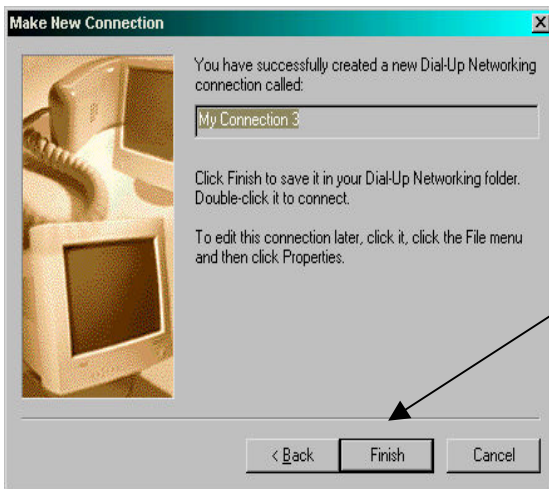 Make New Connection
You have successfully created a new Dial-Up Networking
connection called:
My Connection 3
Click Finish to save it in your Dial-Up Networking folder.
Double-click it to connect.
To edit this connection later, click it, click the File menu
and then click Properties.
< Back
Finish
Cancel